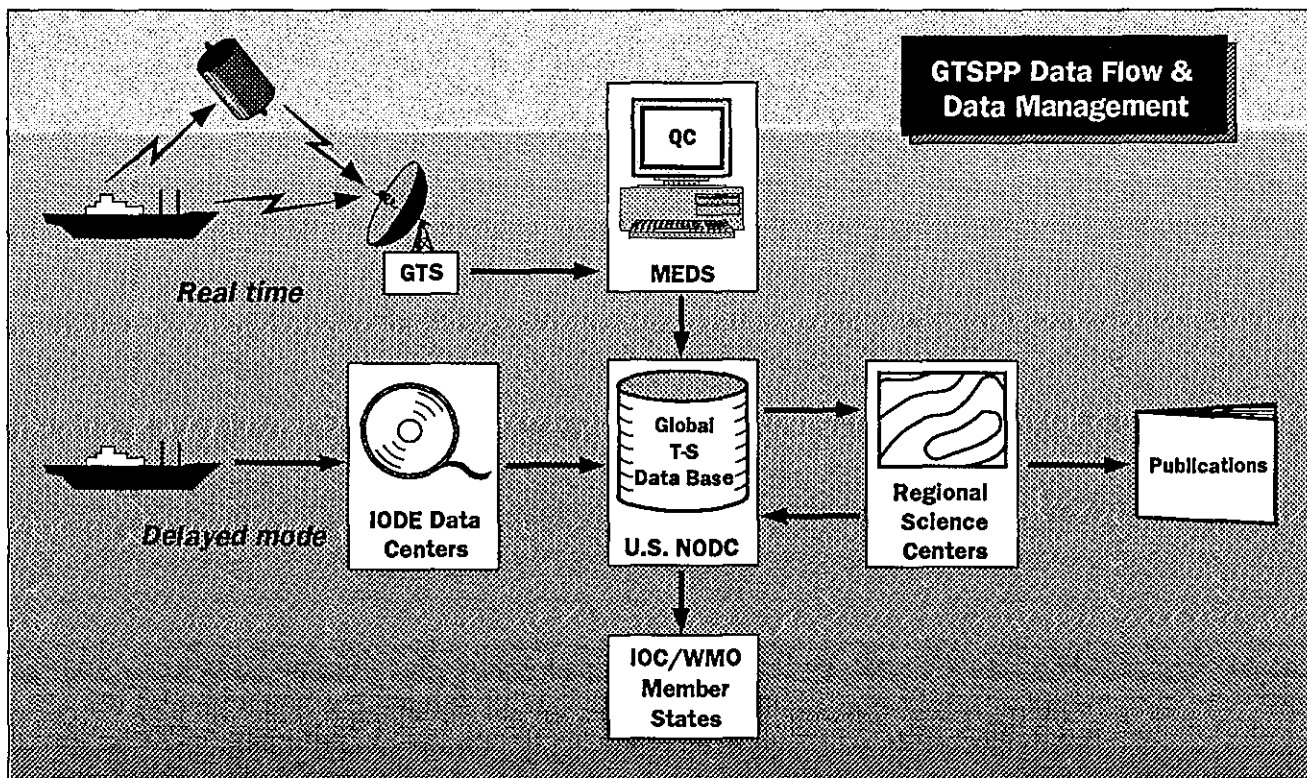 GTSPP Data Flow &
Data Management
QC
GTS
MEDS
Real time
Global
T-S
Data Base
Publications
IODE Data
Centers
U.S. NODC
Regional
Science
Centers
Delayed mode
IOC/WMO
Member
States